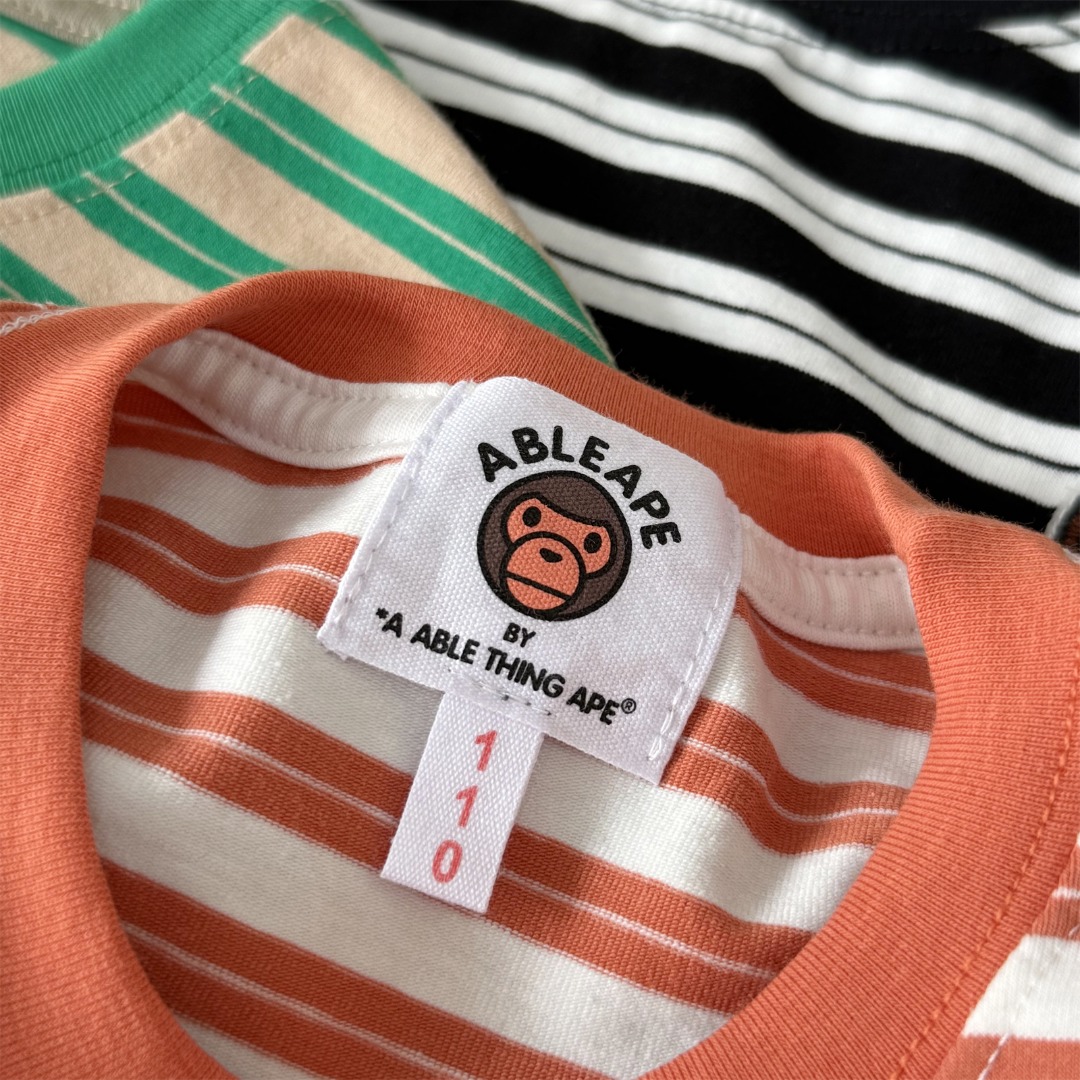 ABLEAPE
BY
*A ABLE THING APE®
110